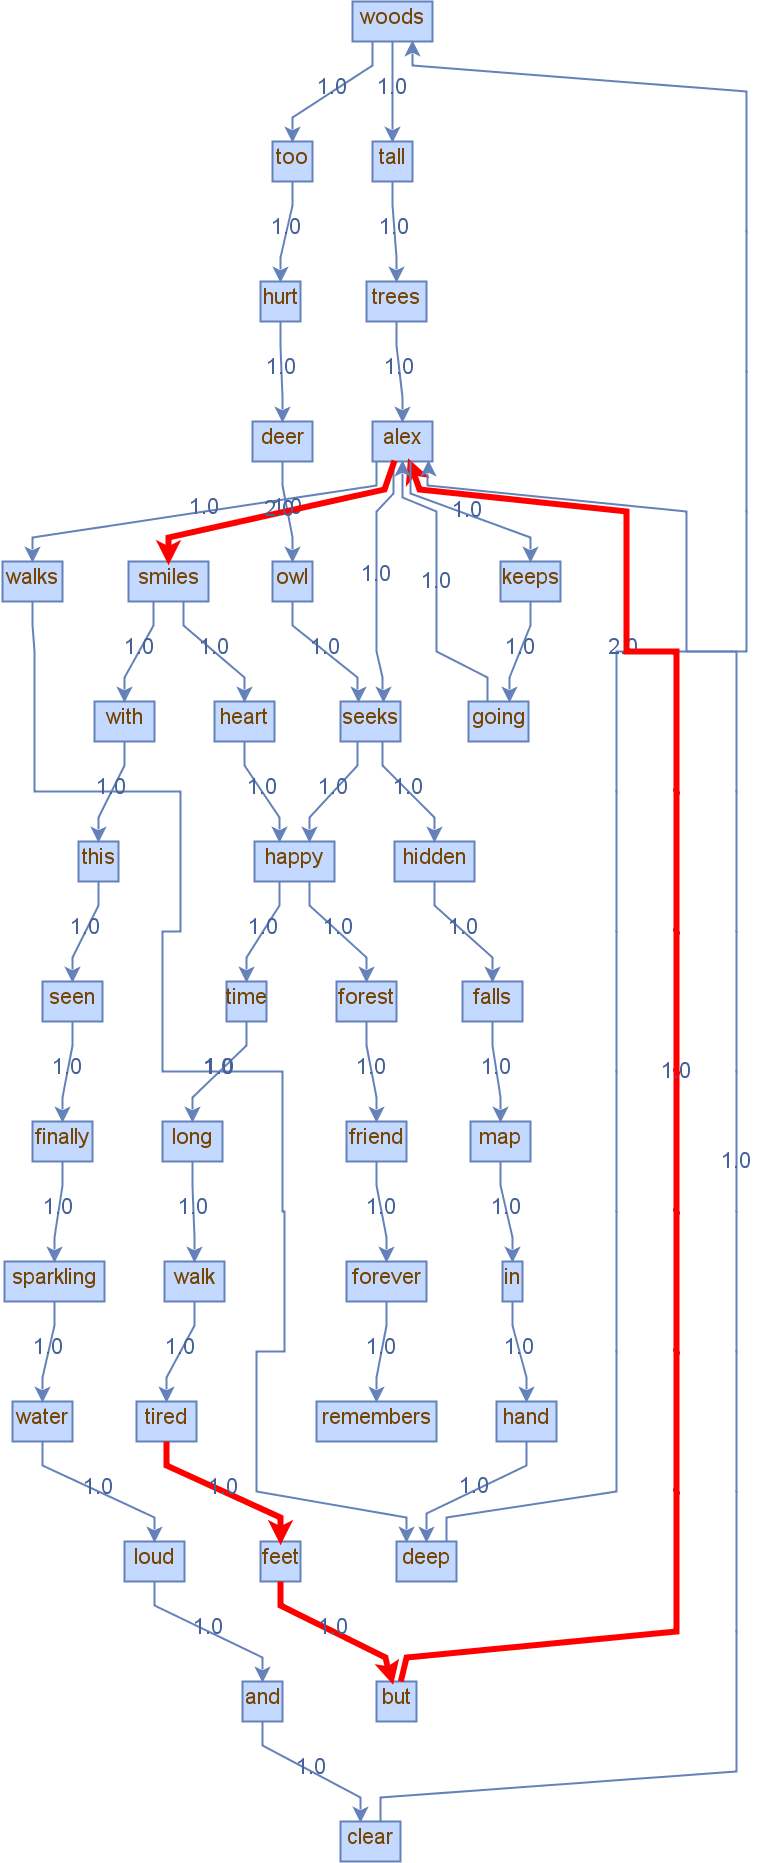 woods
1.0 1.0
too tall
1.0 1.0
hurt trees
1.0 1.0
deer alex
1.0 1.0
walks smiles owl keeps
1.0 1.0
1.0 1.0 1.0 1.0 2.0
with heart seeks going
1.0 1.0 1.0 1.0
this happy hidden
1.0 1.0 1.0 1.0
seen time forest falls
1.0 1.0 1.0 1.0 1.0
finally long friend map
1.0
1.0 1.0 1.0 1.0
sparkling walk forever in
1.0 1.0 1.0 1.0
water tired remembers hand
1.0 1.0 1.0
loud feet deep
1.0 1.0
and but
1.0
clear